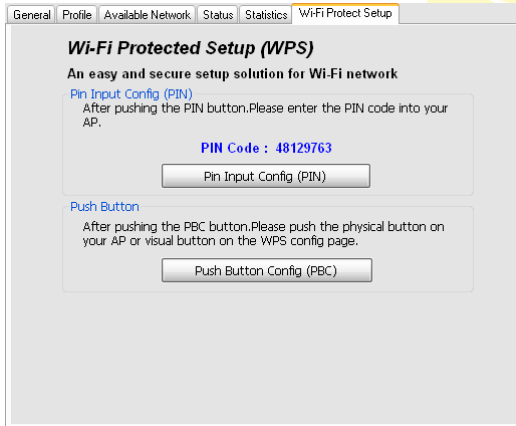 General Profile Available Network Status Statistics Wi-Fi Protect Setup
Wi-Fi Protected Setup (WPS)
An easy and secure setup solution for Wi-Fi network
Pin Input Config (PIN)
After pushing the PIN button.Please enter the PIN code into your
AP.
PIN Code : 48129763
Pin Input Config (PIN)
Push Button
After pushing the PBC button.Please push the physical button on
your AP or visual button on the WPS config page.
Push Button Config (PBC)